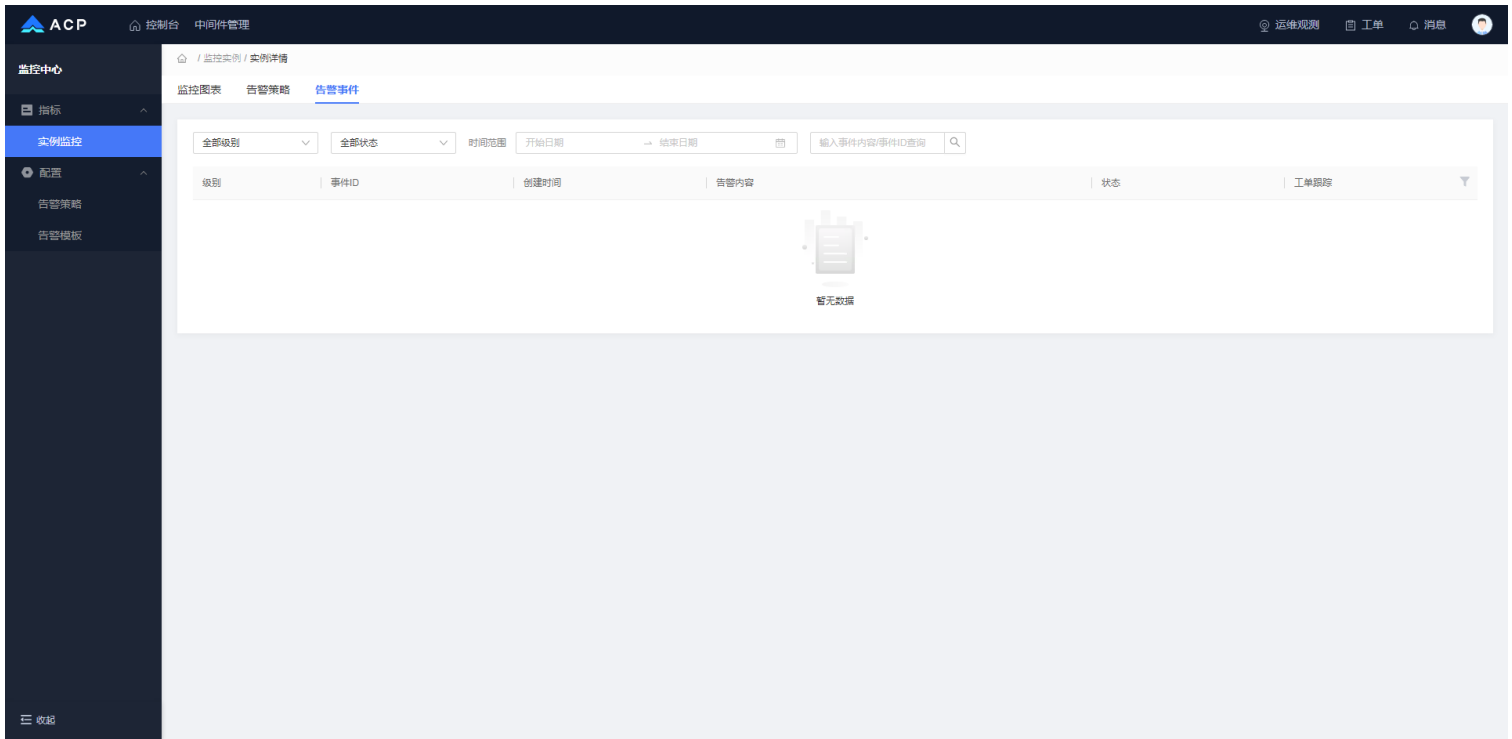 ACP 控制台 中间件管理 运维观测 工单 消息
监控中心
/ 监控实例 / 实例详情
监控图表 告警策略 告警事件
指标
实例监控
配置
告警策略
告警模板
全部级别 全部状态 时间范围 开始日期 → 结束日期 输入事件内容/事件ID查询
级别 事件ID 创建时间 告警内容 状态 工单跟踪
暂无数据
收起